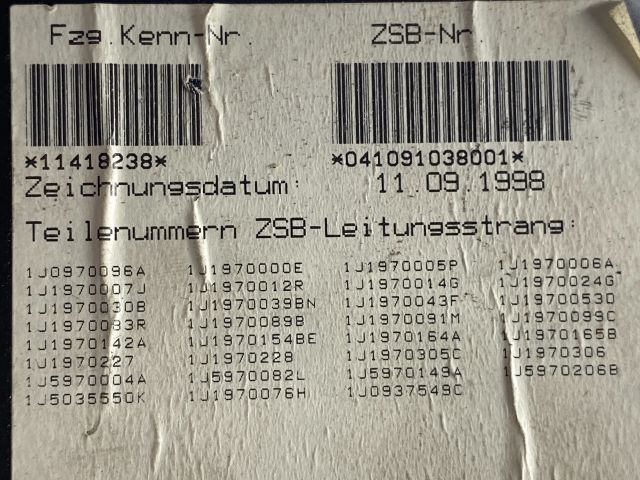 Fzg.Kenn-Nr. ZSB-Nr.
*11418238* *041091038001*
Zeichnungsdatum: 11.09.1998
Teilenummern ZSB-Leitungsstrang:
1J0970096A 1J1970000E 1J1970005P 1J1970006A
1J1970007J 1J1970012R 1J1970014G 1J1970024G
1J1970030B 1J1970039BN 1J1970043F 1J1970053Q
1J1970083R 1J1970089B 1J1970091M 1J1970099C
1J1970142A 1J1970154BE 1J1970164A 1J1970165B
1J1970227 1J1970228 1J1970305C 1J1970306
1J5970004A 1J5970082L 1J5970149A 1J5970206B
1J5035550K 1J1970076H 1J0937549C